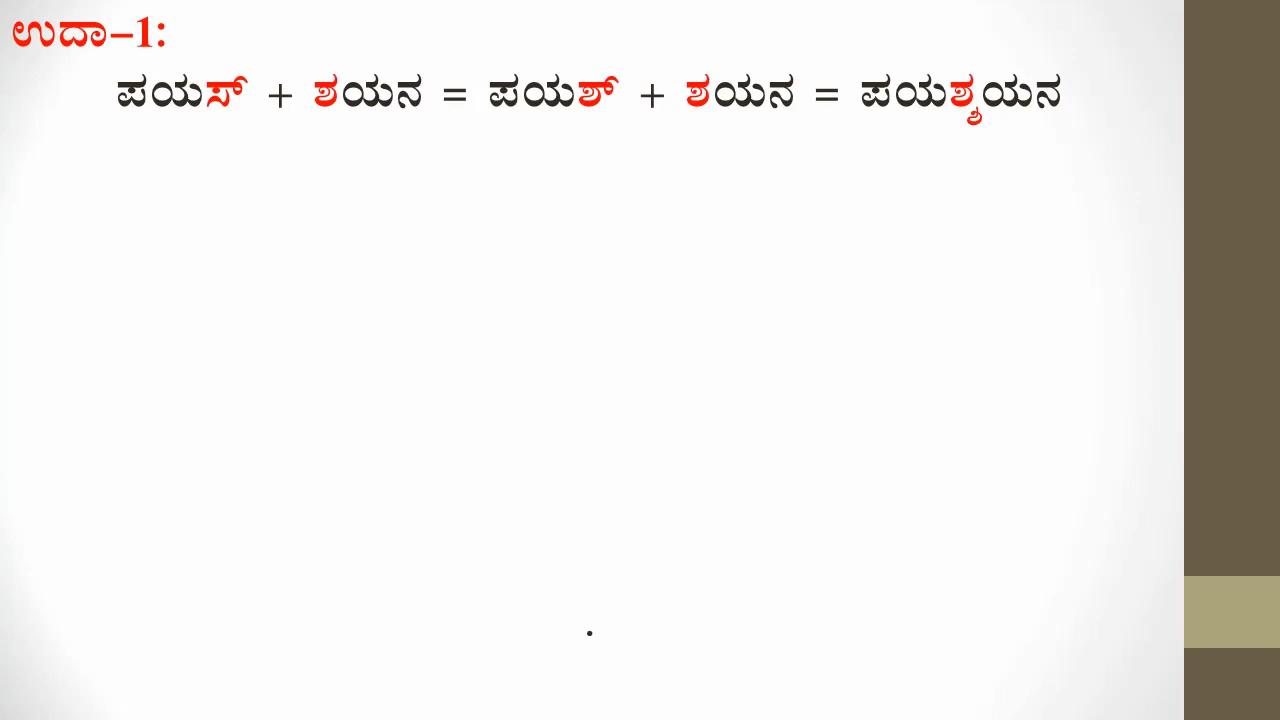 ಉದಾ–1:
ಪಯಸ್ + ಶಯನ = ಪಯಶ್ + ಶಯನ = ಪಯಶ್ಶಯನ
.